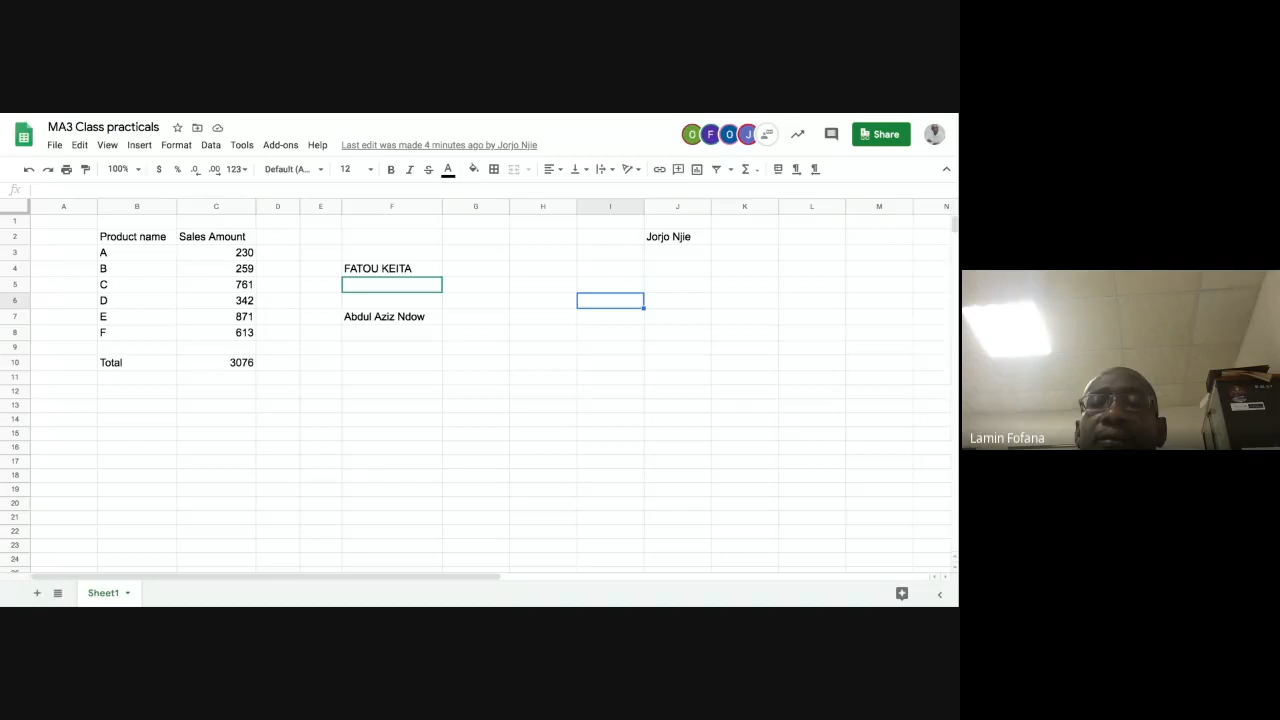 MA3 Class practicals
O F O J
Share
File Edit View Insert Format Data Tools Add-ons Help Last edit was made 4 minutes ago by Jorjo Njie
100% $ % .0 .00 123 Default (A... 12 B I S A Σ
fx
A B C D E F G H I J K L M N
1
2 Product name Sales Amount Jorjo Njie
3 A 230
4 B 259 FATOU KEITA
5 C 761
6 D 342
7 E 871 Abdul Aziz Ndow
8 F 613
9
10 Total 3076
11
12
13
14
15
16
17
18
19
20
21
22
23
24
Sheet1
Lamin Fofana